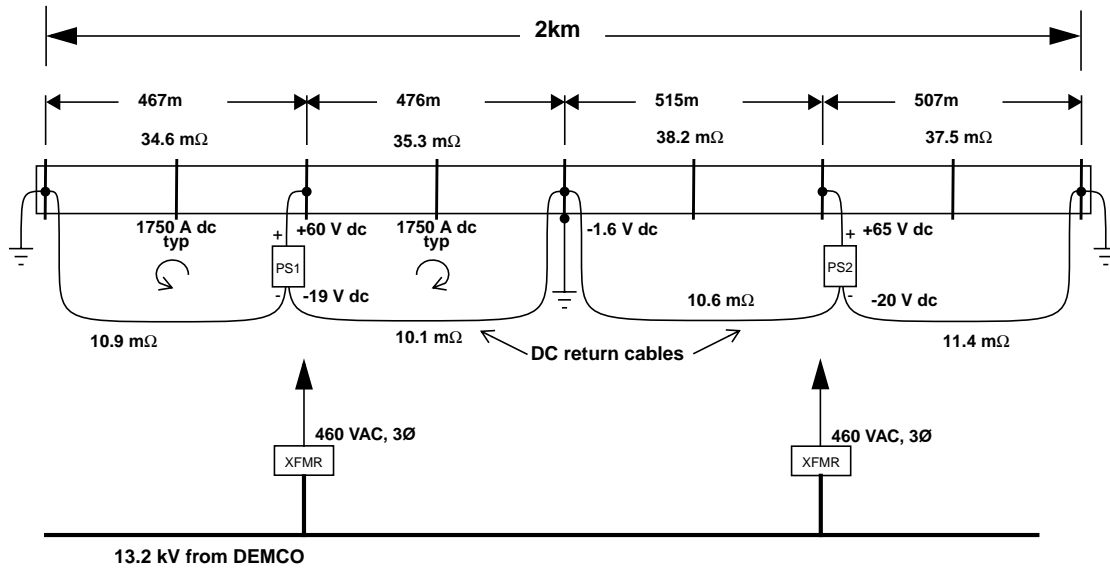 2km
467m
476m
515m
507m
34.6 mΩ
35.3 mΩ
38.2 mΩ
37.5 mΩ
1750 A dc
typ
+60 V dc
1750 A dc
typ
-1.6 V dc
+65 V dc
+
PS1
-
-19 V dc
+
PS2
-
-20 V dc
10.9 mΩ
10.1 mΩ
10.6 mΩ
11.4 mΩ
DC return cables
460 VAC, 3Ø
XFMR
460 VAC, 3Ø
XFMR
13.2 kV from DEMCO